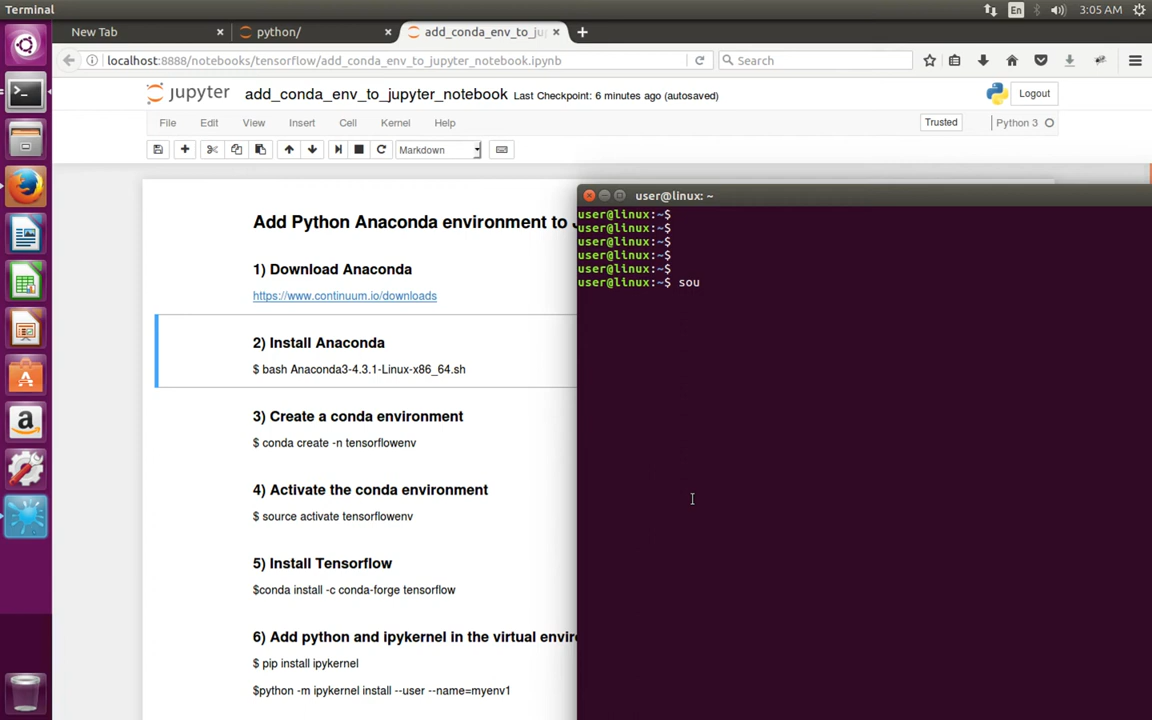 Terminal
En
3:05 AM
New Tab
python/
add_conda_env_to_ju
localhost:8888/notebooks/tensorflow/add_conda_env_to_jupyter_notebook.ipynb
Search
jupyter
add_conda_env_to_jupyter_notebook Last Checkpoint: 6 minutes ago (autosaved)
Logout
File Edit View Insert Cell Kernel Help
Trusted
Python 3
Markdown
Add Python Anaconda environment to
1) Download Anaconda
https://www.continuum.io/downloads
2) Install Anaconda
$ bash Anaconda3-4.3.1-Linux-x86_64.sh
3) Create a conda environment
$ conda create -n tensorflowenv
4) Activate the conda environment
$ source activate tensorflowenv
5) Install Tensorflow
$conda install -c conda-forge tensorflow
6) Add python and ipykernel in the virtual envir
$ pip install ipykernel
$python -m ipykernel install --user --name=myenv1
user@linux: ~
user@linux:~$
user@linux:~$
user@linux:~$
user@linux:~$
user@linux:~$
user@linux:~$ sou